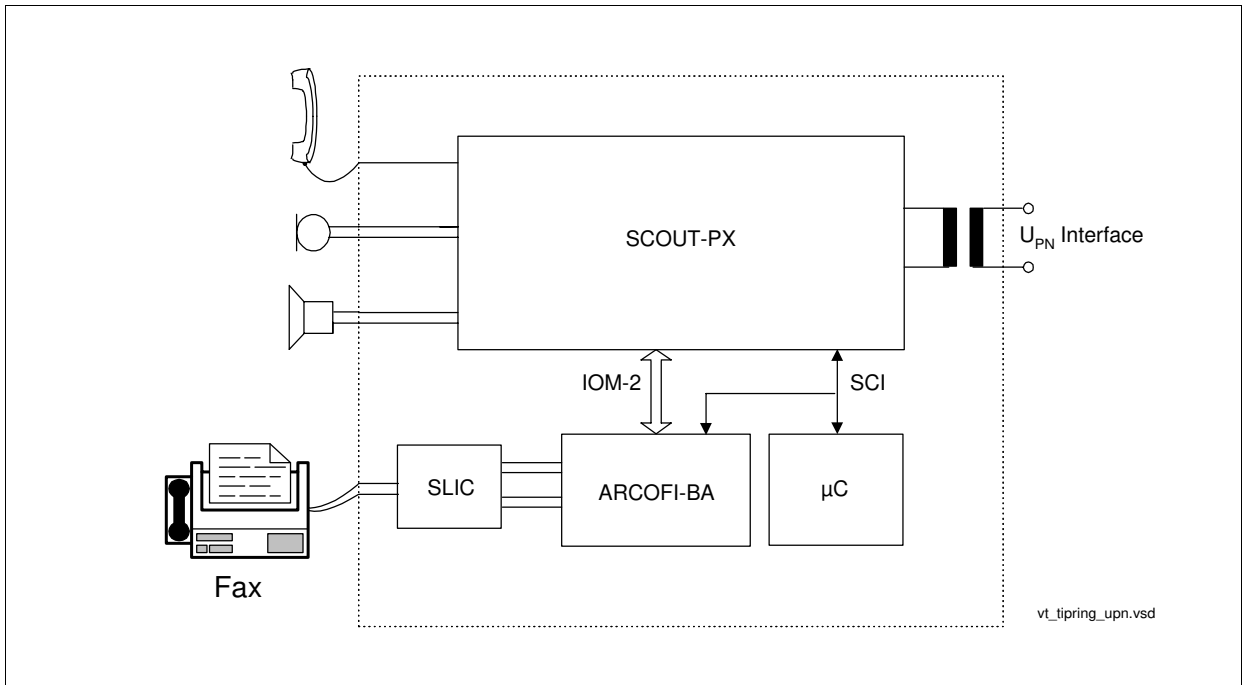 SCOUT-PX
UPN Interface
IOM-2
SCI
SLIC
ARCOFI-BA
µC
Fax
vt_tipring_upn.vsd